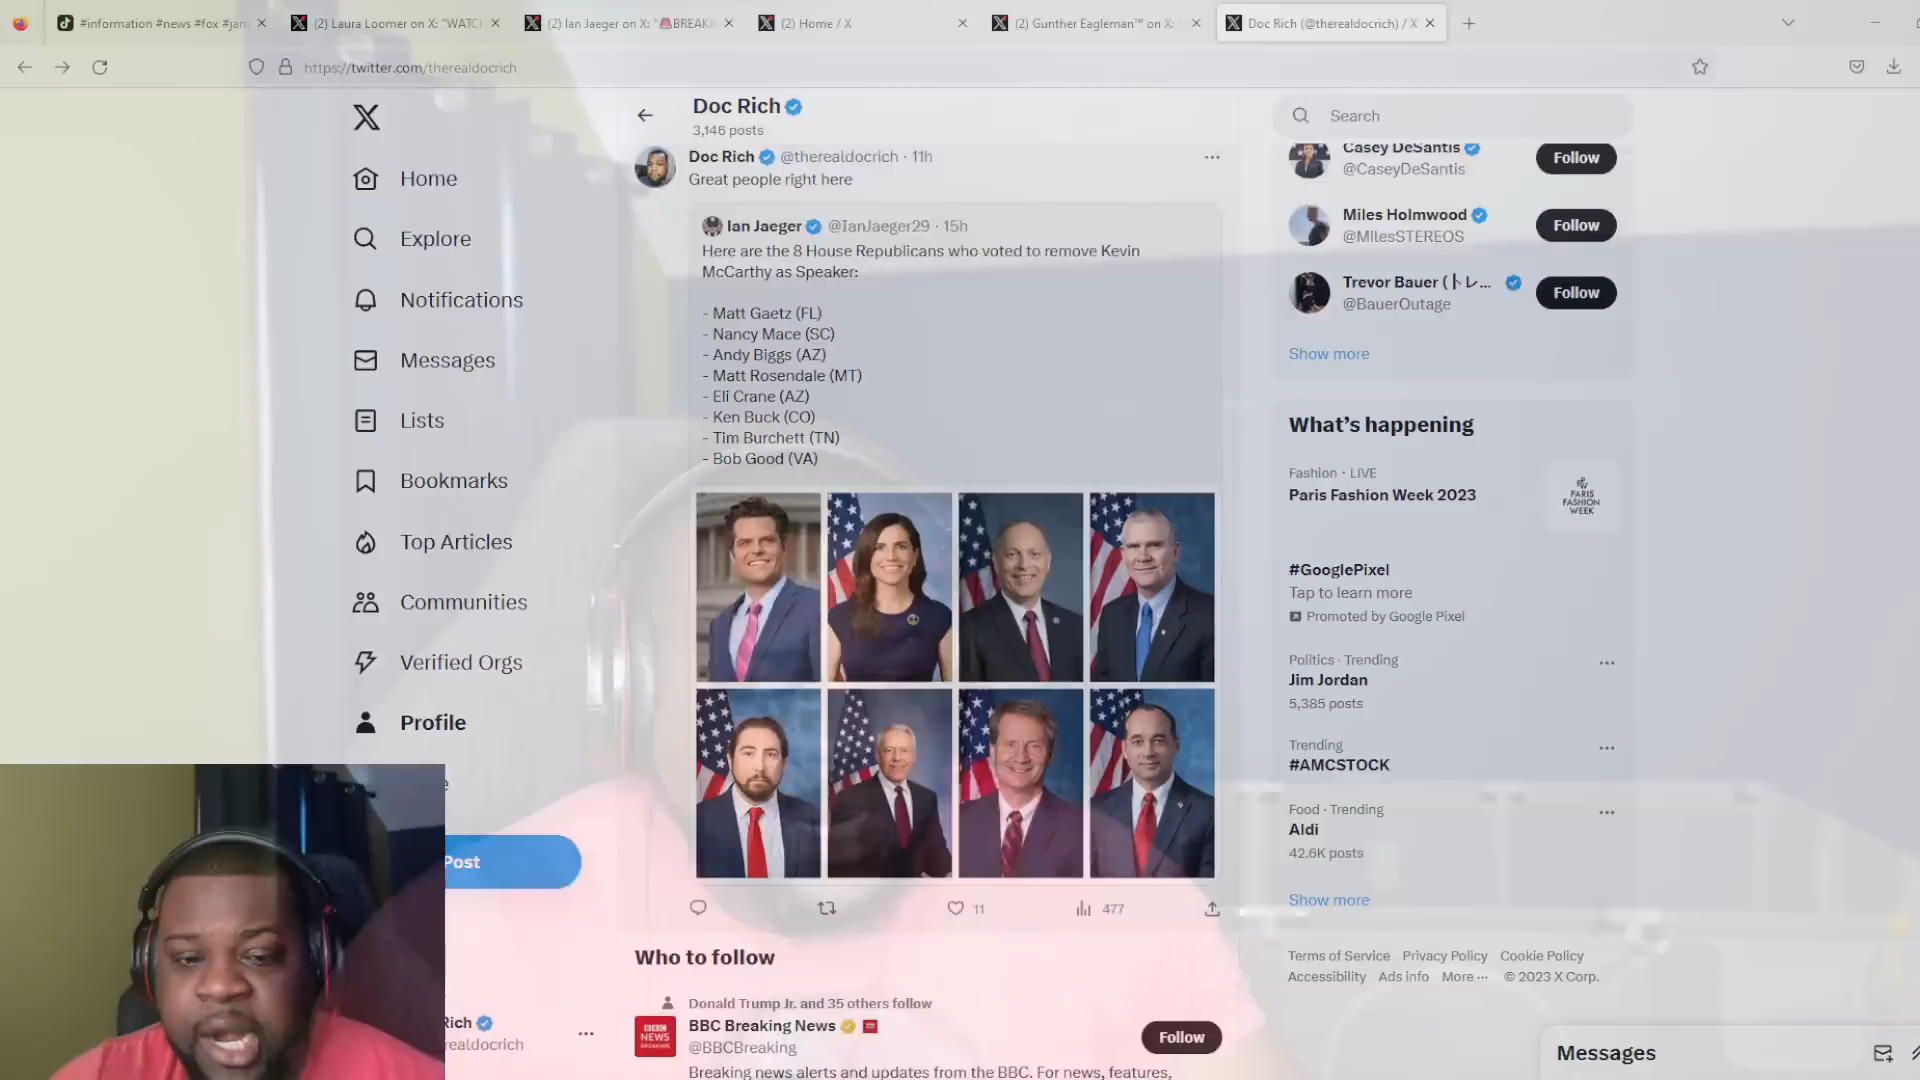 #information #news #fox #jam
(2) Laura Loomer on X: "WATCH
(2) Ian Jaeger on X: "🚨BREAKI
(2) Home / X
(2) Gunther Eagleman™ on X:
Doc Rich (@therealdocrich) / X
https://twitter.com/therealdocrich
Home
Explore
Notifications
Messages
Lists
Bookmarks
Top Articles
Communities
Verified Orgs
Profile
Post
Rich
realdocrich
Doc Rich
3,146 posts
Doc Rich @therealdocrich · 11h
Great people right here
Ian Jaeger @IanJaeger29 · 15h
Here are the 8 House Republicans who voted to remove Kevin
McCarthy as Speaker:
- Matt Gaetz (FL)
- Nancy Mace (SC)
- Andy Biggs (AZ)
- Matt Rosendale (MT)
- Eli Crane (AZ)
- Ken Buck (CO)
- Tim Burchett (TN)
- Bob Good (VA)
11
477
Who to follow
Donald Trump Jr. and 35 others follow
BBC NEWS BREAKING
BBC Breaking News
@BBCBreaking
Follow
Breaking news alerts and updates from the BBC. For news, features,
Search
Casey DeSantis
@CaseyDeSantis
Follow
Miles Holmwood
@MIlesSTEREOS
Follow
Trevor Bauer (トレ...
@BauerOutage
Follow
Show more
What's happening
Fashion · LIVE
Paris Fashion Week 2023
PARIS
FASHION
WEEK
#GooglePixel
Tap to learn more
Promoted by Google Pixel
Politics · Trending
Jim Jordan
5,385 posts
Trending
#AMCSTOCK
Food · Trending
Aldi
42.6K posts
Show more
Terms of Service Privacy Policy Cookie Policy
Accessibility Ads info More ··· © 2023 X Corp.
Messages